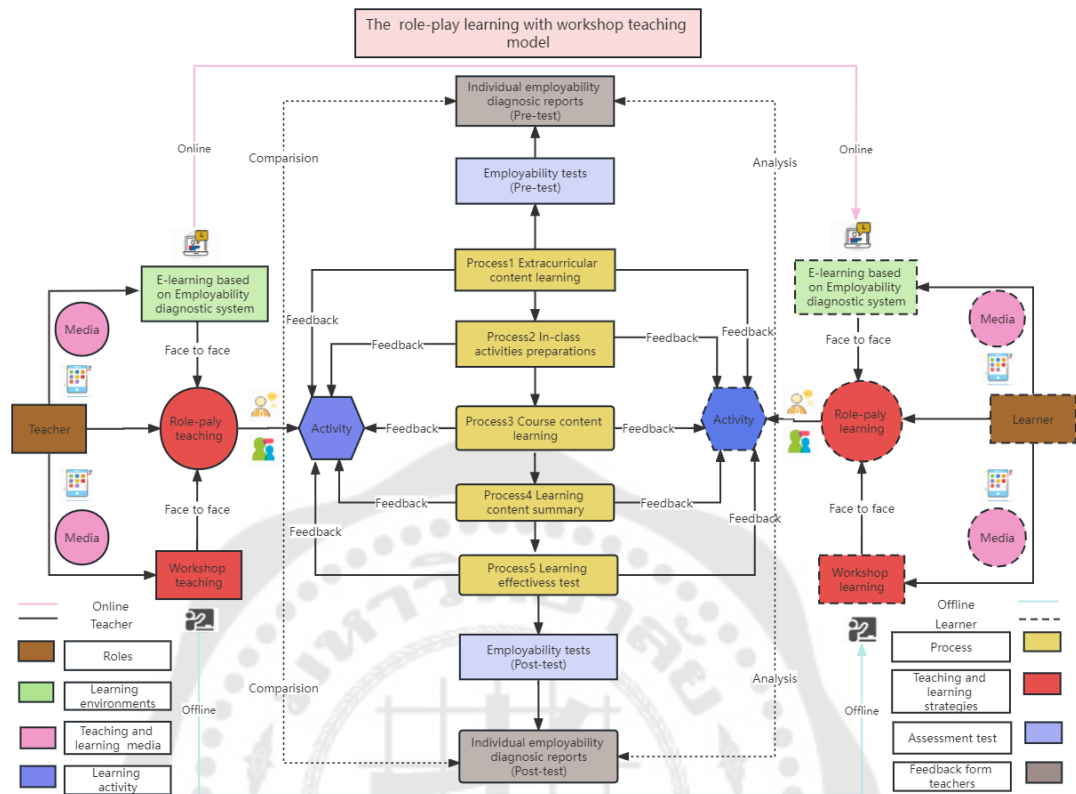 The role-play learning with workshop teaching
model
Individual employability
diagnosic reports
(Pre-test)
Online
Online
Comparision
Analysis
Employability tests
(Pre-test)
Process1 Extracurricular
content learning
E-learning based
on Employability
diagnostic system
E-learning based
on Employability
diagnostic system
Media
Media
Feedback
Feedback
Process2 In-class
activities preparations
Feedback
Feedback
Face to face
Face to face
Teacher
Role-paly
teaching
Activity
Feedback
Process3 Course content
learning
Feedback
Activity
Role-paly
learning
Learner
Process4 Learning
content summary
Feedback
Feedback
Face to face
Face to face
Media
Media
Feedback
Feedback
Process5 Learning
effectivess test
Workshop
teaching
Workshop
learning
Online
Teacher
Roles
Learning
environments
Teaching and
learning media
Learning
activity
Offline
Comparision
Employability tests
(Post-test)
Analysis
Individual employability
diagnosic reports
(Post-test)
Offline
Offline
Learner
Process
Teaching and
learning strategies
Assessment test
Feedback form
teachers